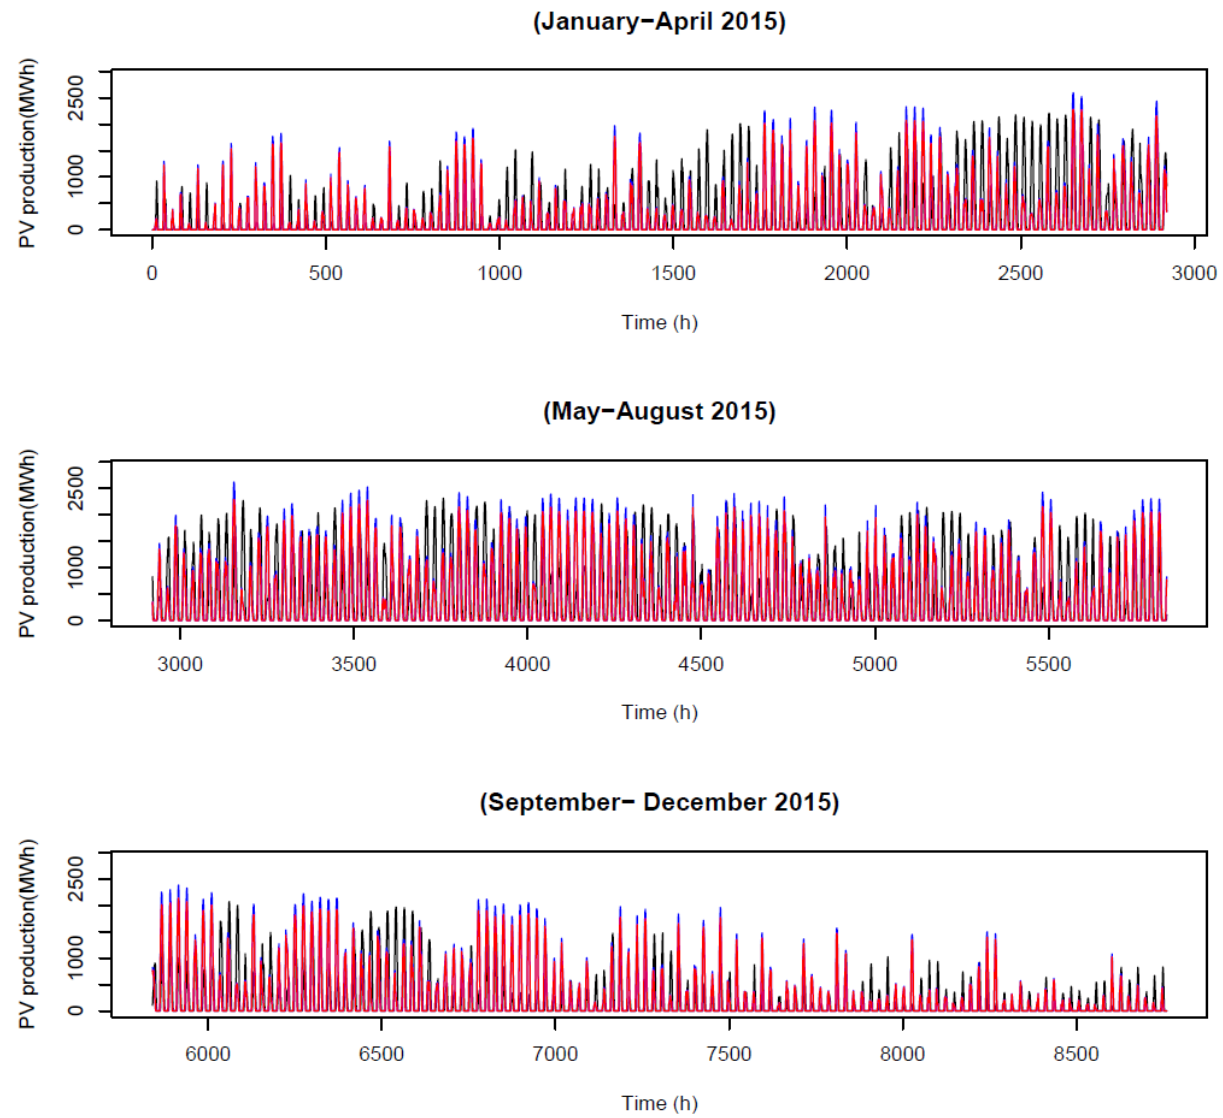 (January−April 2015)
PV production(MWh)
2500
1000
0
0 500 1000 1500 2000 2500 3000
Time (h)
(May−August 2015)
PV production(MWh)
2500
1000
0
3000 3500 4000 4500 5000 5500
Time (h)
(September− December 2015)
PV production(MWh)
2500
1000
0
6000 6500 7000 7500 8000 8500
Time (h)